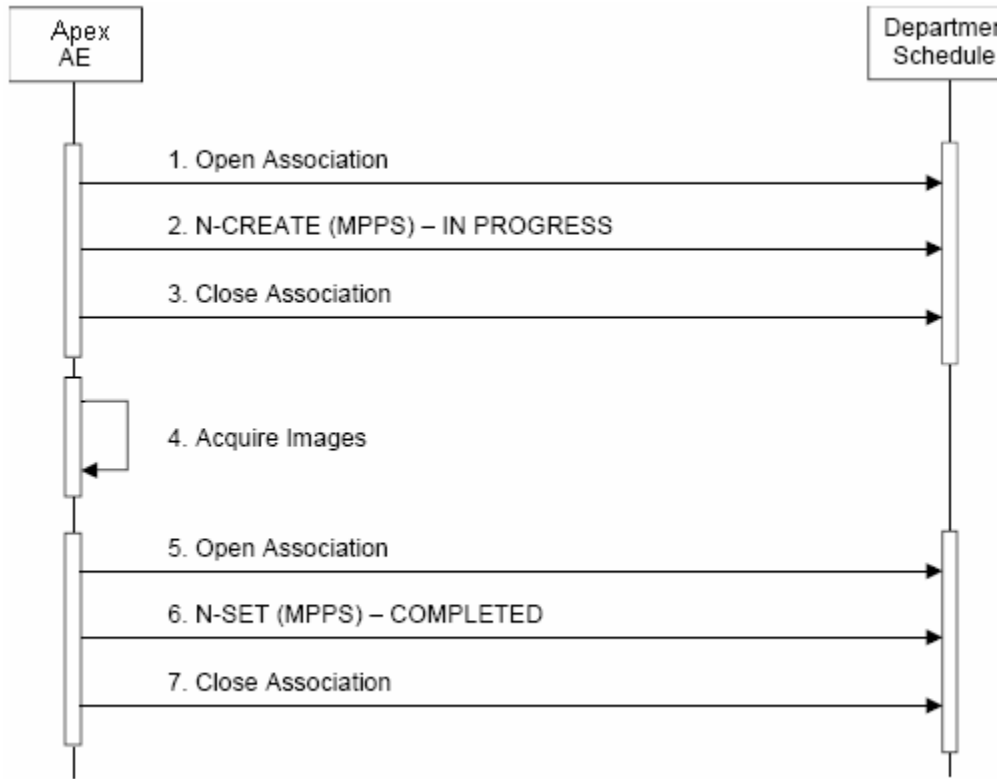 Apex
AE
Departmen
Schedule
1. Open Association
2. N-CREATE (MPPS) – IN PROGRESS
3. Close Association
4. Acquire Images
5. Open Association
6. N-SET (MPPS) – COMPLETED
7. Close Association